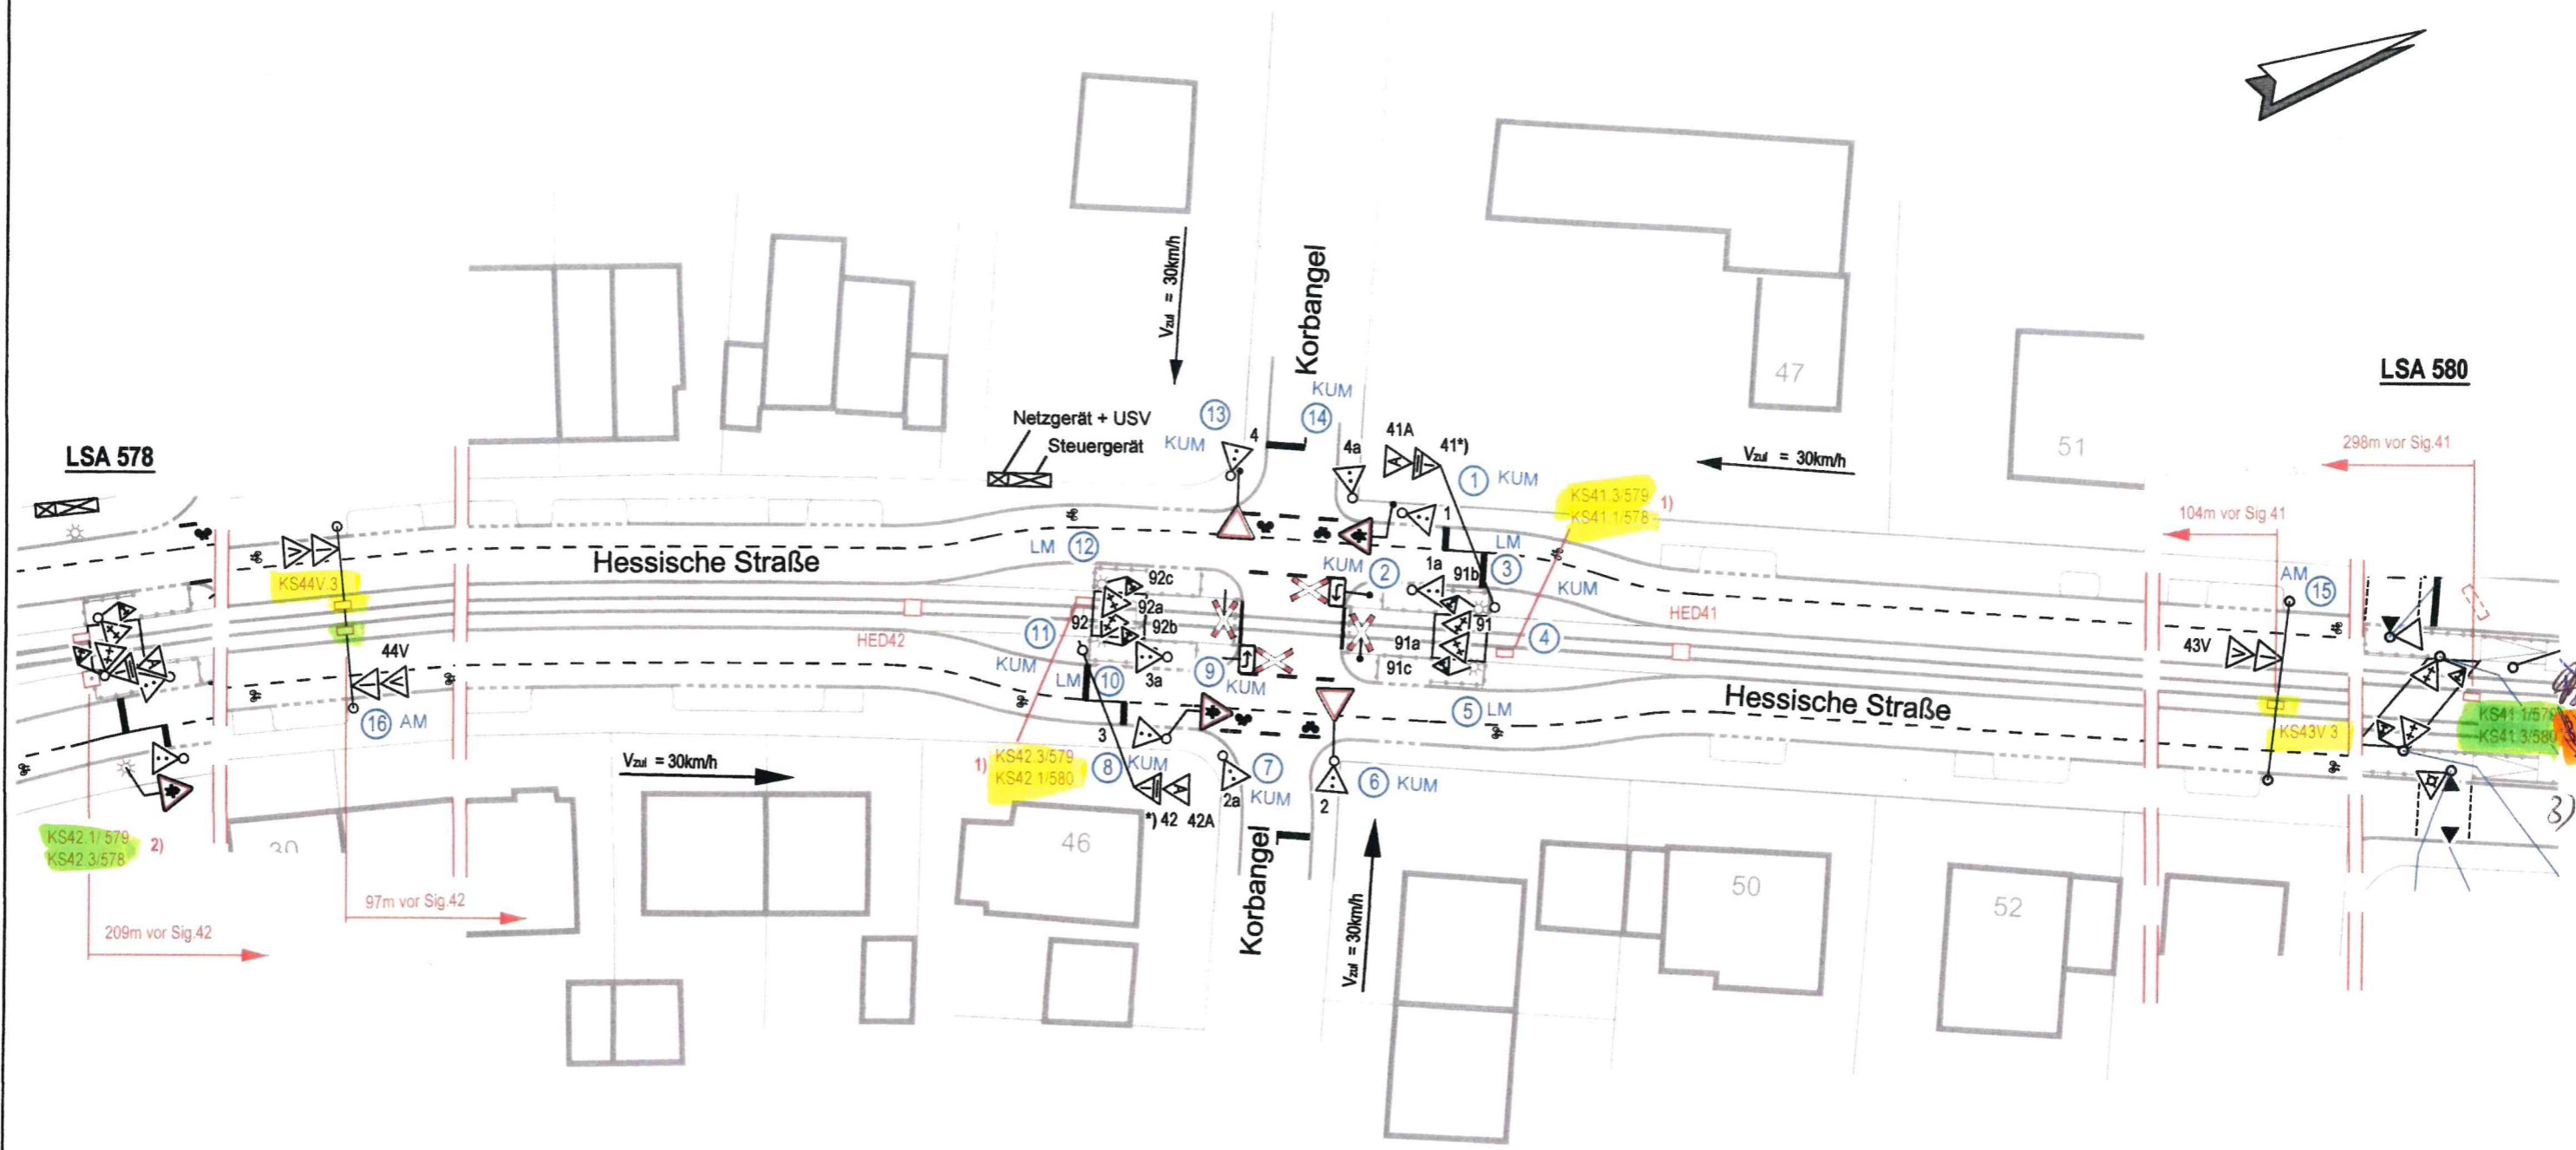 LSA 578
LSA 580
Netzgerät + USV
Steuergerät
Korbangel
Korbangel
Hessische Straße
Hessische Straße
Vzul = 30km/h
Vzul = 30km/h
Vzul = 30km/h
Vzul = 30km/h
KUM
14
13
KUM
4
4a
41A
41*)
1 KUM
1
KS41.3/579
KS41.1/578
1)
47
51
298m vor Sig.41
104m vor Sig.41
AM
15
43V
KS43V.3
KS41.3/580
3)
KS44V.3
44V
16 AM
LM 12
92c
92a
92
92b
11
KUM
LM 10
3a
3
HED42
KUM
2
1a
91b
LM
3
KUM
91
91a
91c
4
HED41
9
KUM
5 LM
1)
KS42.3/579
KS42.1/580
8
KUM
*) 42 42A
7
2a KUM
2
6 KUM
KS42.1/579
KS42.3/578
2)
97m vor Sig.42
209m vor Sig.42
46
50
52